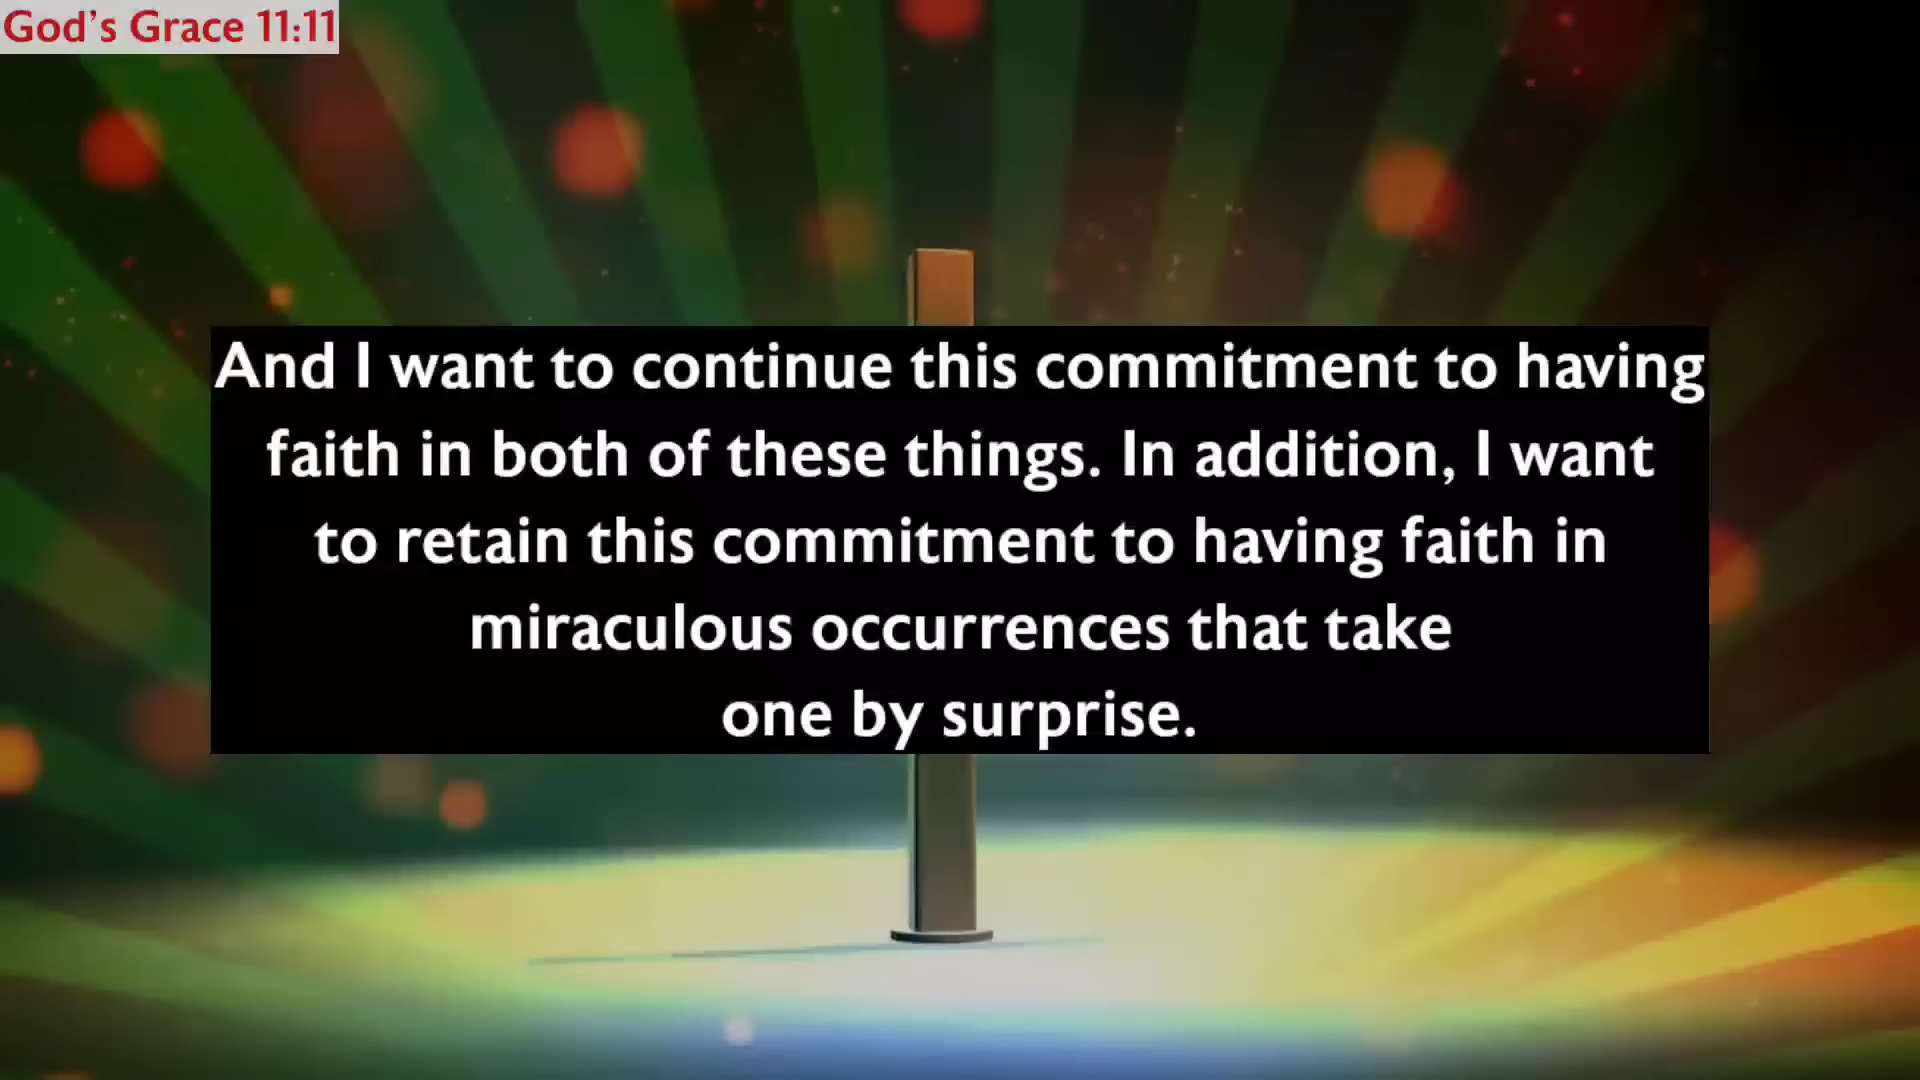 God's Grace 11:11
And I want to continue this commitment to having
faith in both of these things. In addition, I want
to retain this commitment to having faith in
miraculous occurrences that take
one by surprise.